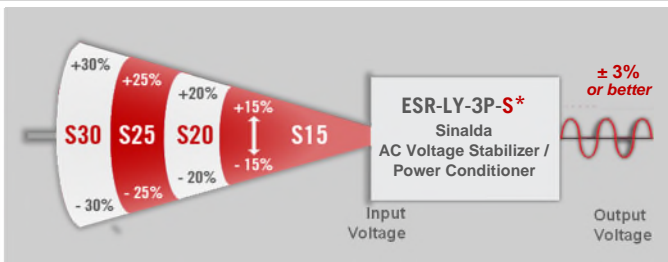 +30%
+25%
+20%
+15%
S30 S25 S20 S15
- 15%
- 20%
- 25%
- 30%
ESR-LY-3P-S*
Sinalda
AC Voltage Stabilizer /
Power Conditioner
± 3%
or better
Input
Voltage
Output
Voltage